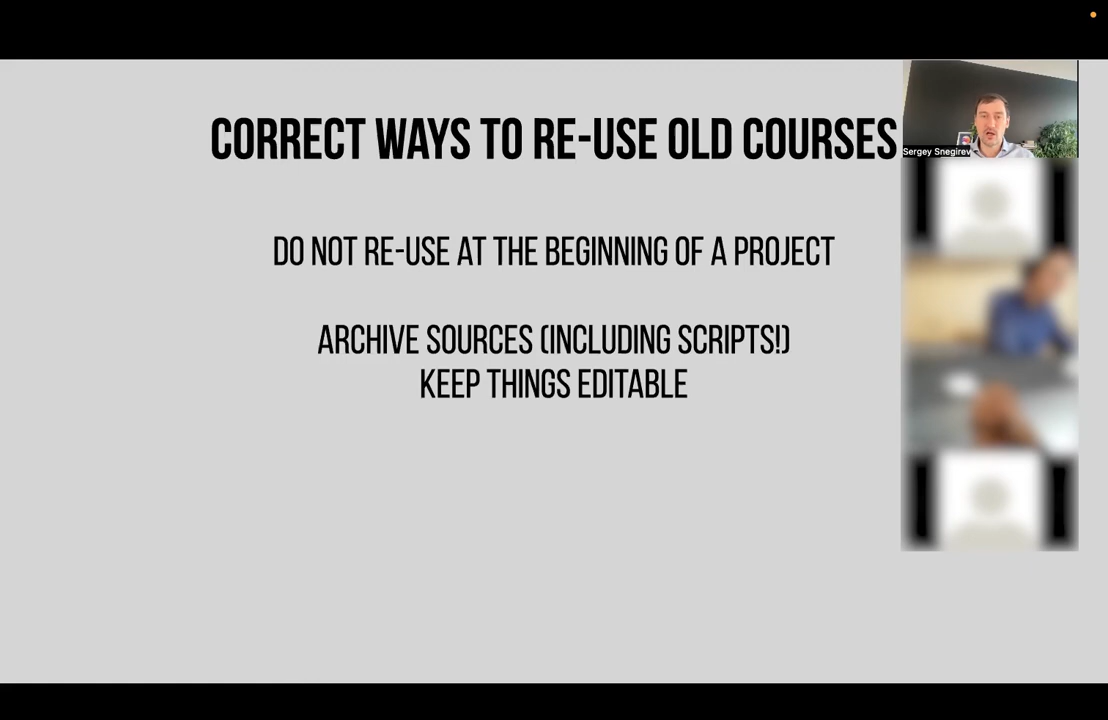 CORRECT WAYS TO RE-USE OLD COURSES
Sergey Snegirev
DO NOT RE-USE AT THE BEGINNING OF A PROJECT
ARCHIVE SOURCES (INCLUDING SCRIPTS!)
KEEP THINGS EDITABLE